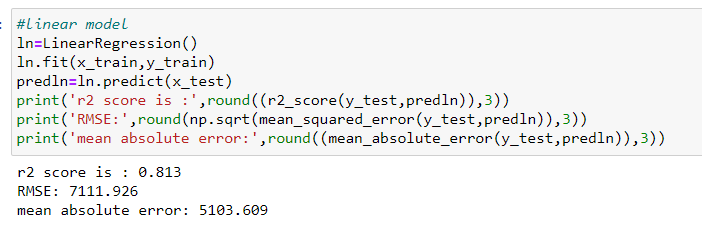 #linear model
ln=LinearRegression()
ln.fit(x_train,y_train)
predln=ln.predict(x_test)
print('r2 score is :',round((r2_score(y_test,predln)),3))
print('RMSE:',round(np.sqrt(mean_squared_error(y_test,predln)),3))
print('mean absolute error:',round((mean_absolute_error(y_test,predln)),3))
r2 score is : 0.813
RMSE: 7111.926
mean absolute error: 5103.609